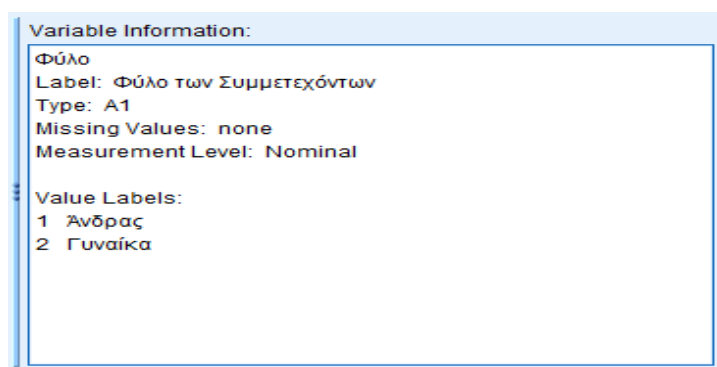 Variable Information:
Φύλο
Label: Φύλο των Συμμετεχόντων
Type: A1
Missing Values: none
Measurement Level: Nominal
Value Labels:
1 Άνδρας
2 Γυναίκα